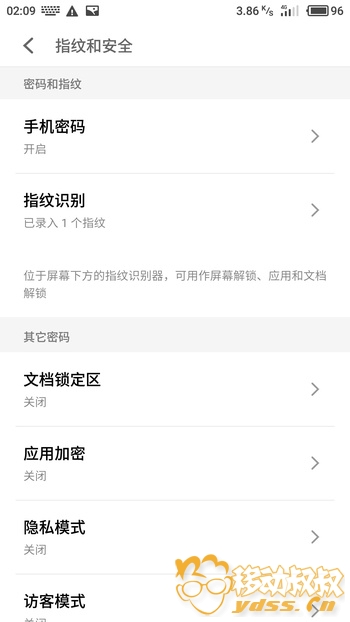 02:09 3.86 K/s 4G 96
指纹和安全
密码和指纹
手机密码
开启
指纹识别
已录入 1 个指纹
位于屏幕下方的指纹识别器，可用作屏幕解锁、应用和文档
解锁
其它密码
文档锁定区
关闭
应用加密
关闭
隐私模式
关闭
访客模式
移动叔叔
ydss.cn